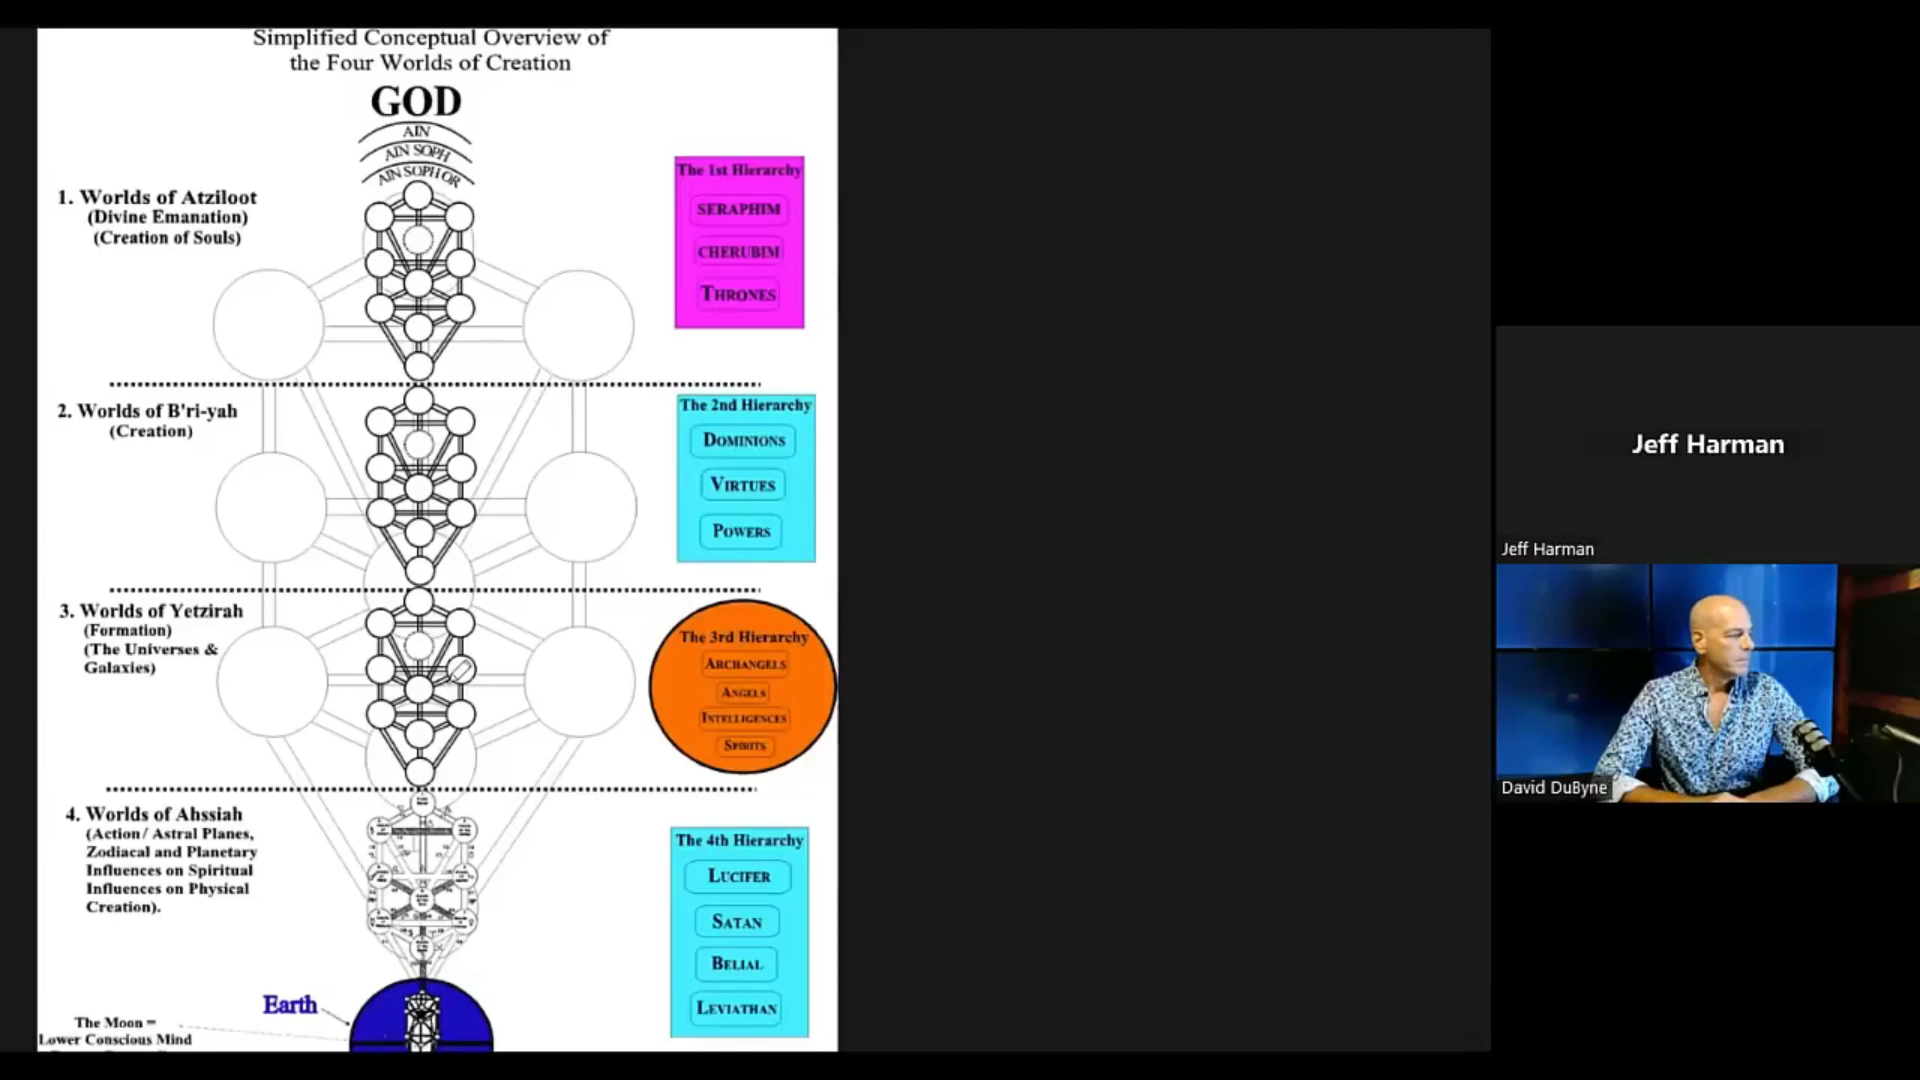 Simplified Conceptual Overview of
the Four Worlds of Creation
GOD
AIN
AIN SOPH
AIN SOPH OR
1. Worlds of Atziloot
(Divine Emanation)
(Creation of Souls)
The 1st Hierarchy
SERAPHIM
CHERUBIM
THRONES
2. Worlds of B'ri-yah
(Creation)
The 2nd Hierarchy
DOMINIONS
VIRTUES
POWERS
3. Worlds of Yetzirah
(Formation)
(The Universes &
Galaxies)
The 3rd Hierarchy
ARCHANGELS
ANGELS
INTELLIGENCES
SPIRITS
4. Worlds of Ahssiah
(Action / Astral Planes,
Zodiacal and Planetary
Influences on Spiritual
Influences on Physical
Creation).
The 4th Hierarchy
LUCIFER
SATAN
BELIAL
LEVIATHAN
Earth
The Moon =
Lower Conscious Mind
Jeff Harman
Jeff Harman
David DuByne